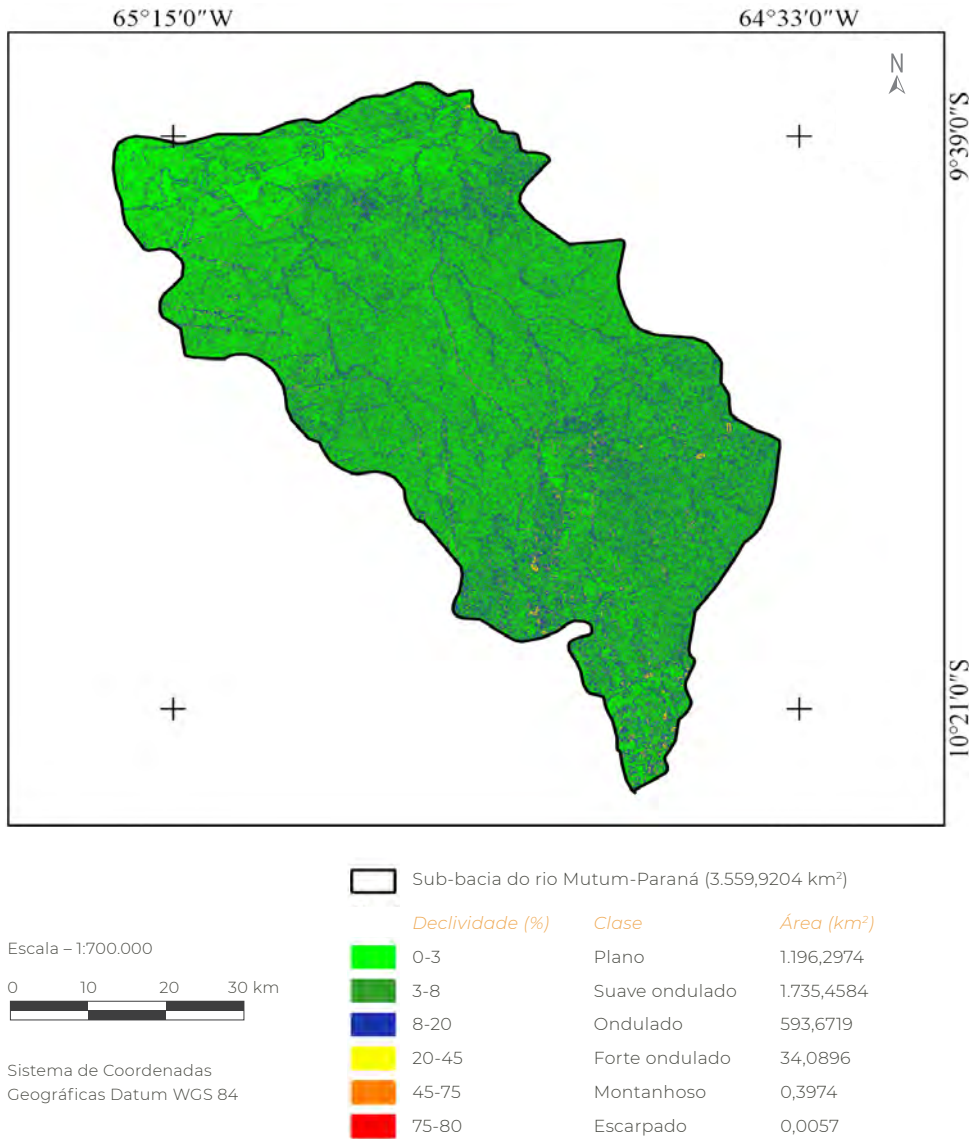 65°15'0"W 64°33'0"W
N
9°39'0"S
10°21'0"S
Sub-bacia do rio Mutum-Paraná (3.559,9204 km²)
Declividade (%) Clase Área (km²)
0-3 Plano 1.196,2974
3-8 Suave ondulado 1.735,4584
8-20 Ondulado 593,6719
20-45 Forte ondulado 34,0896
45-75 Montanhoso 0,3974
75-80 Escarpado 0,0057
Escala – 1:700.000
0 10 20 30 km
Sistema de Coordenadas
Geográficas Datum WGS 84